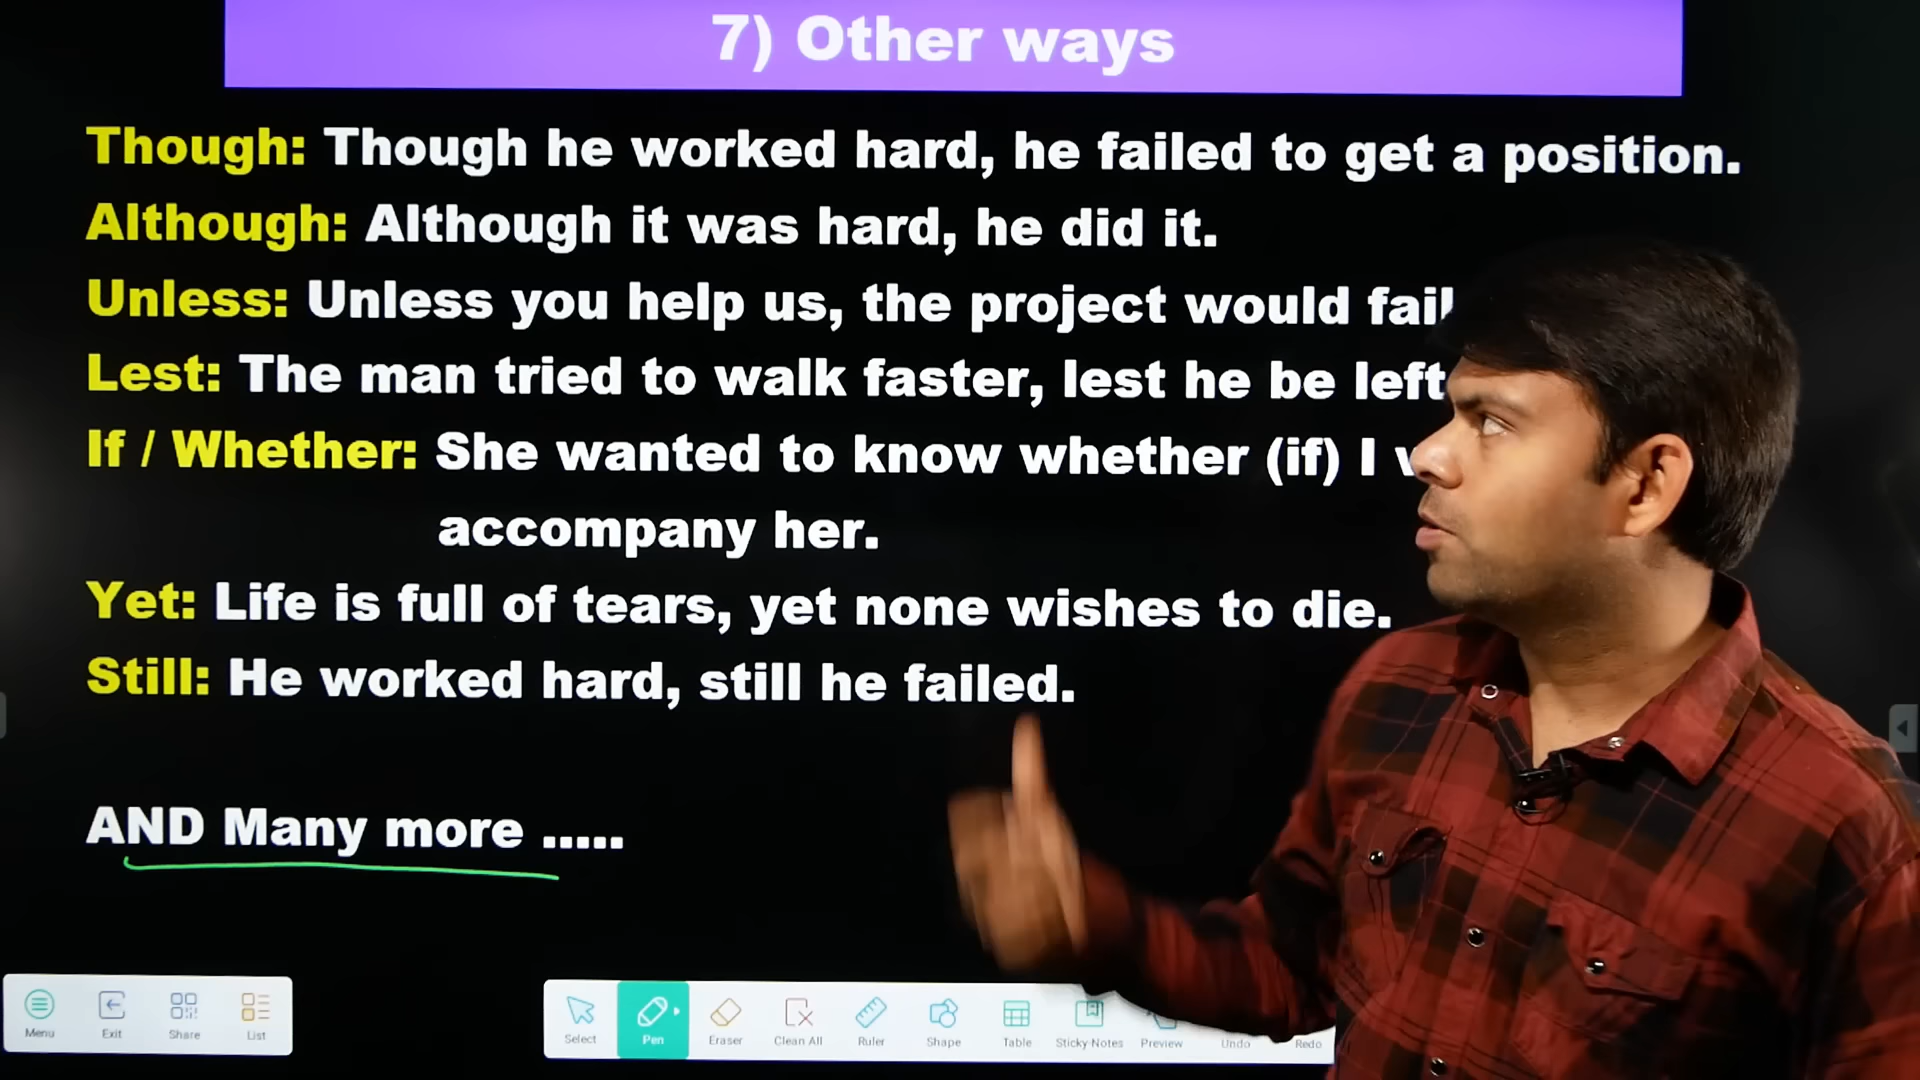 7) Other ways
Though: Though he worked hard, he failed to get a position.
Although: Although it was hard, he did it.
Unless: Unless you help us, the project would fail
Lest: The man tried to walk faster, lest he be left
If / Whether: She wanted to know whether (if) I
accompany her.
Yet: Life is full of tears, yet none wishes to die.
Still: He worked hard, still he failed.
AND Many more .....
Menu Exit Share List
Select Pen Eraser Clean All Ruler Shape Table Sticky Notes Preview Undo Redo